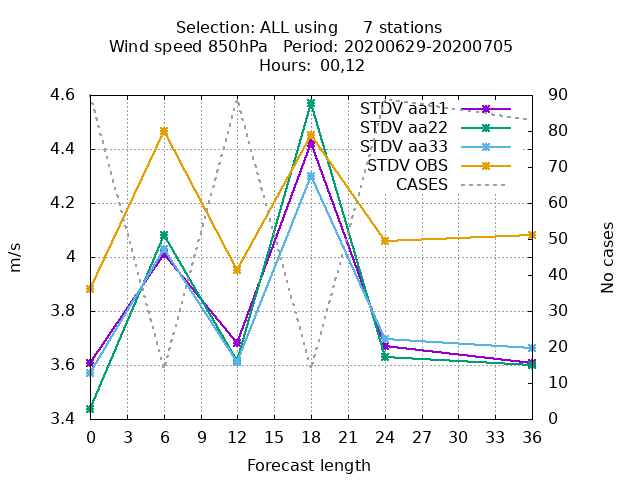 Selection: ALL using 7 stations
Wind speed 850hPa Period: 20200629-20200705
Hours: 00,12
4.6
4.4
4.2
4
3.8
3.6
3.4
m/s
STDV aa11
STDV aa22
STDV aa33
STDV OBS
CASES
90
80
70
60
50
40
30
20
10
0
No cases
0 3 6 9 12 15 18 21 24 27 30 33 36
Forecast length